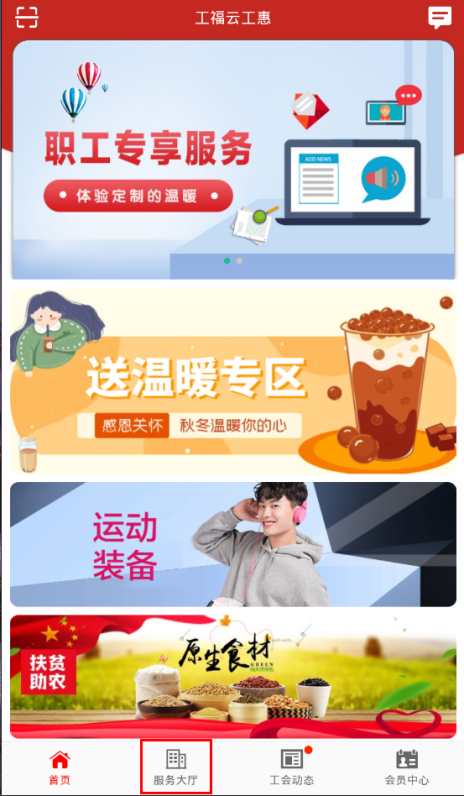 工福云工惠
ADD NEWS
职工专享服务
体验定制的温暖
送温暖专区
感恩关怀 秋冬温暖你的心
运动
装备
扶贫
助农
原生食材
GREEN
首页 服务大厅 工会动态 会员中心